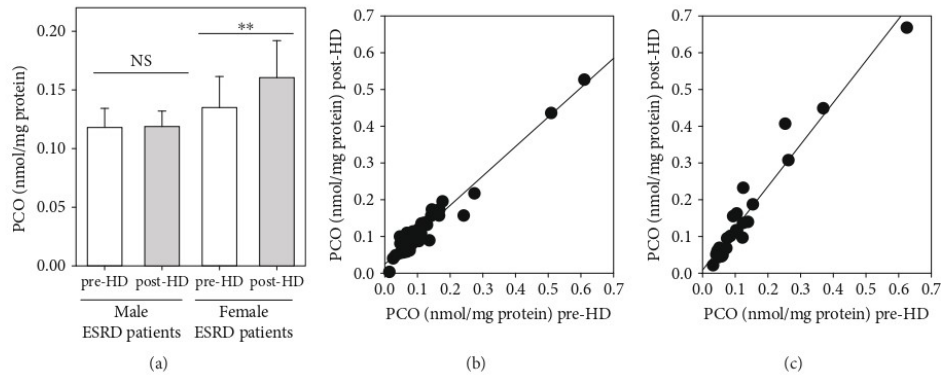 (a)
PCO (nmol/mg protein)
0.20
0.15
0.10
0.05
0.00
NS
**
pre-HD post-HD pre-HD post-HD
Male Female
ESRD patients ESRD patients
(b)
PCO (nmol/mg protein) post-HD
0.7
0.6
0.5
0.4
0.3
0.2
0.1
0.0
0.0 0.1 0.2 0.3 0.4 0.5 0.6 0.7
PCO (nmol/mg protein) pre-HD
(c)
PCO (nmol/mg protein) post-HD
0.7
0.6
0.5
0.4
0.3
0.2
0.1
0.0
0.0 0.1 0.2 0.3 0.4 0.5 0.6 0.7
PCO (nmol/mg protein) pre-HD